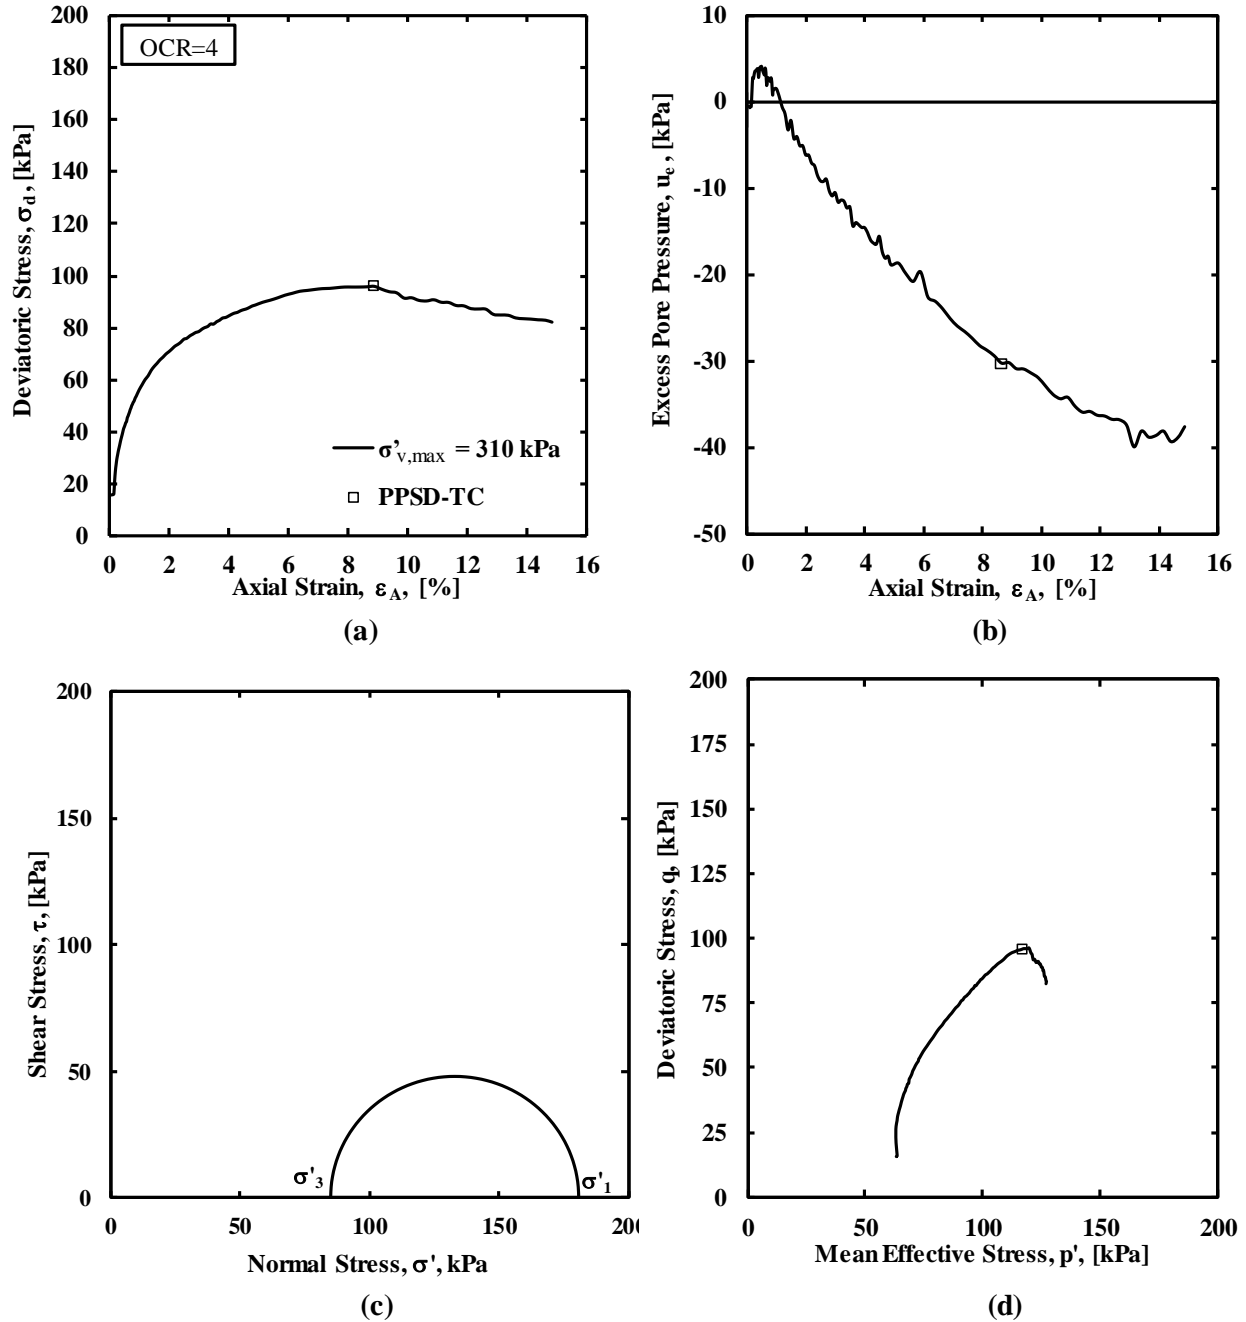 200
180
160
140
120
100
80
60
40
20
0
Deviatoric Stress, σd, [kPa]
OCR=4
σ'v,max = 310 kPa
PPSD-TC
0 2 4 6 8 10 12 14 16
Axial Strain, εA, [%]
(a)
10
0
-10
-20
-30
-40
-50
Excess Pore Pressure, ue, [kPa]
0 2 4 6 8 10 12 14 16
Axial Strain, εA, [%]
(b)
200
150
100
50
0
Shear Stress, τ, [kPa]
σ'3
σ'1
0 50 100 150 200
Normal Stress, σ', kPa
(c)
200
175
150
125
100
75
50
25
0
Deviatoric Stress, q, [kPa]
0 50 100 150 200
Mean Effective Stress, p', [kPa]
(d)